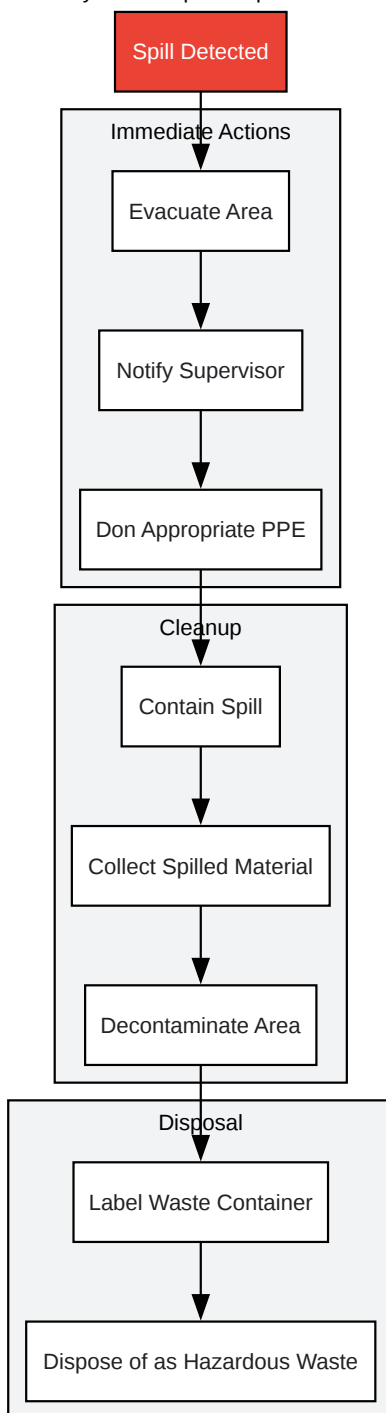 Spill Detected
Immediate Actions
Evacuate Area
Notify Supervisor
Don Appropriate PPE
Cleanup
Contain Spill
Collect Spilled Material
Decontaminate Area
Disposal
Label Waste Container
Dispose of as Hazardous Waste